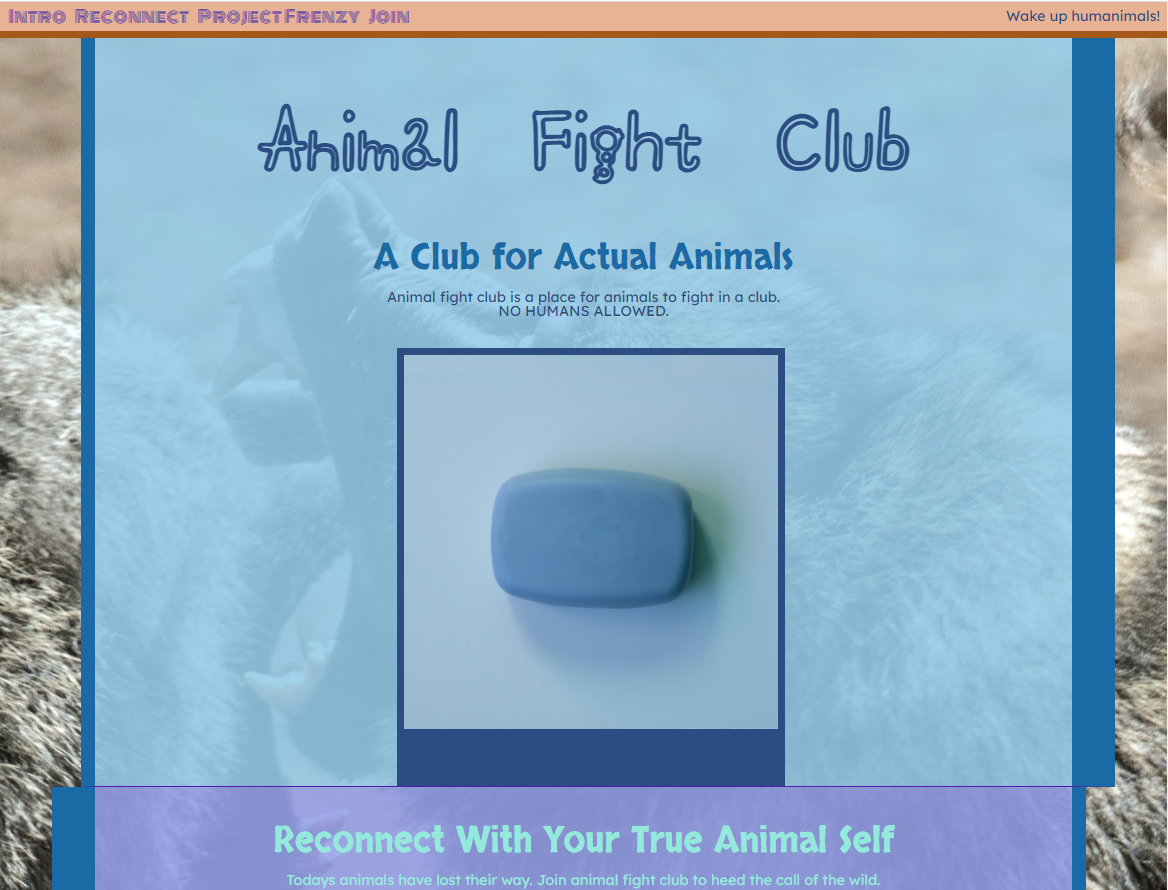 Intro Reconnect ProjectFrenzy Join
Wake up humanimals!
Animal Fight Club
A Club for Actual Animals
Animal fight club is a place for animals to fight in a club.
NO HUMANS ALLOWED.
Reconnect With Your True Animal Self
Todays animals have lost their way. Join animal fight club to heed the call of the wild.